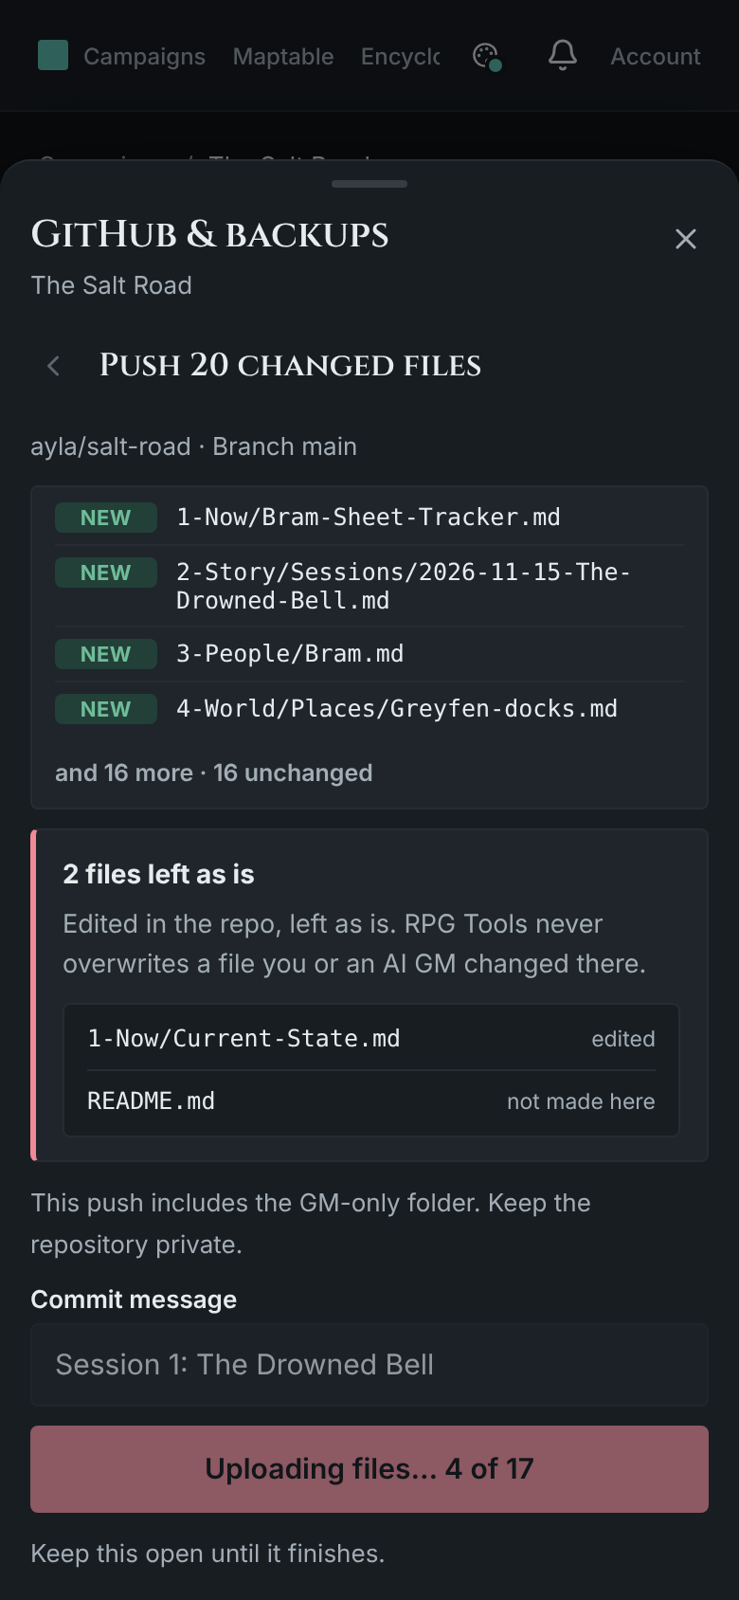 Campaigns Maptable Encycl Account
GitHub & backups
The Salt Road
Push 20 changed files
ayla/salt-road · Branch main
NEW 1-Now/Bram-Sheet-Tracker.md
NEW 2-Story/Sessions/2026-11-15-The-
Drowned-Bell.md
NEW 3-People/Bram.md
NEW 4-World/Places/Greyfen-docks.md
and 16 more · 16 unchanged
2 files left as is
Edited in the repo, left as is. RPG Tools never
overwrites a file you or an AI GM changed there.
1-Now/Current-State.md edited
README.md not made here
This push includes the GM-only folder. Keep the
repository private.
Commit message
Session 1: The Drowned Bell
Uploading files... 4 of 17
Keep this open until it finishes.